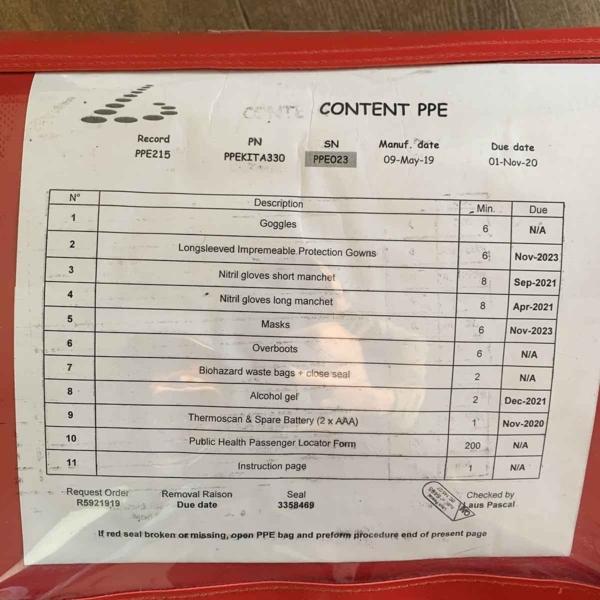 CONTENT PPE
Record PN SN Manuf. date Due date
PPE215 PPEKITA330 PPE023 09-May-19 01-Nov-20
N° Description Min. Due
1 Goggles 6 N/A
2 Longsleeved Impremeable Protection Gowns 6 Nov-2023
3 Nitril gloves short manchet 8 Sep-2021
4 Nitril gloves long manchet 8 Apr-2021
5 Masks 6 Nov-2023
6 Overboots 6 N/A
7 Biohazard waste bags + close seal 2 N/A
8 Alcohol gel 2 Dec-2021
9 Thermoscan & Spare Battery (2 x AAA) 1 Nov-2020
10 Public Health Passenger Locator Form 200 N/A
11 Instruction page 1 N/A
Request Order Removal Raison Seal Checked by
R5921919 Due date 3358469 Laus Pascal
If red seal broken or missing, open PPE bag and preform procedure end of present page